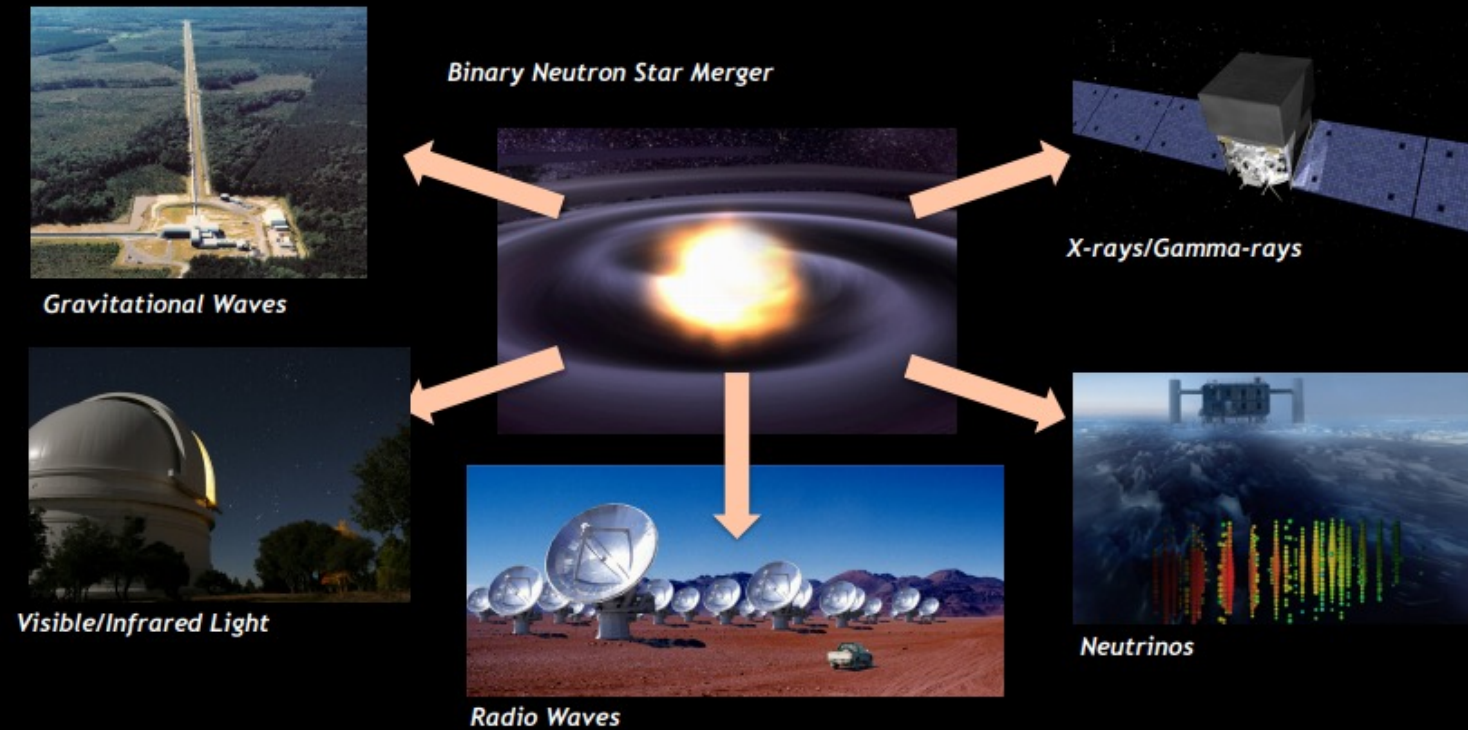 Binary Neutron Star Merger
Gravitational Waves
X-rays/Gamma-rays
Visible/Infrared Light
Radio Waves
Neutrinos